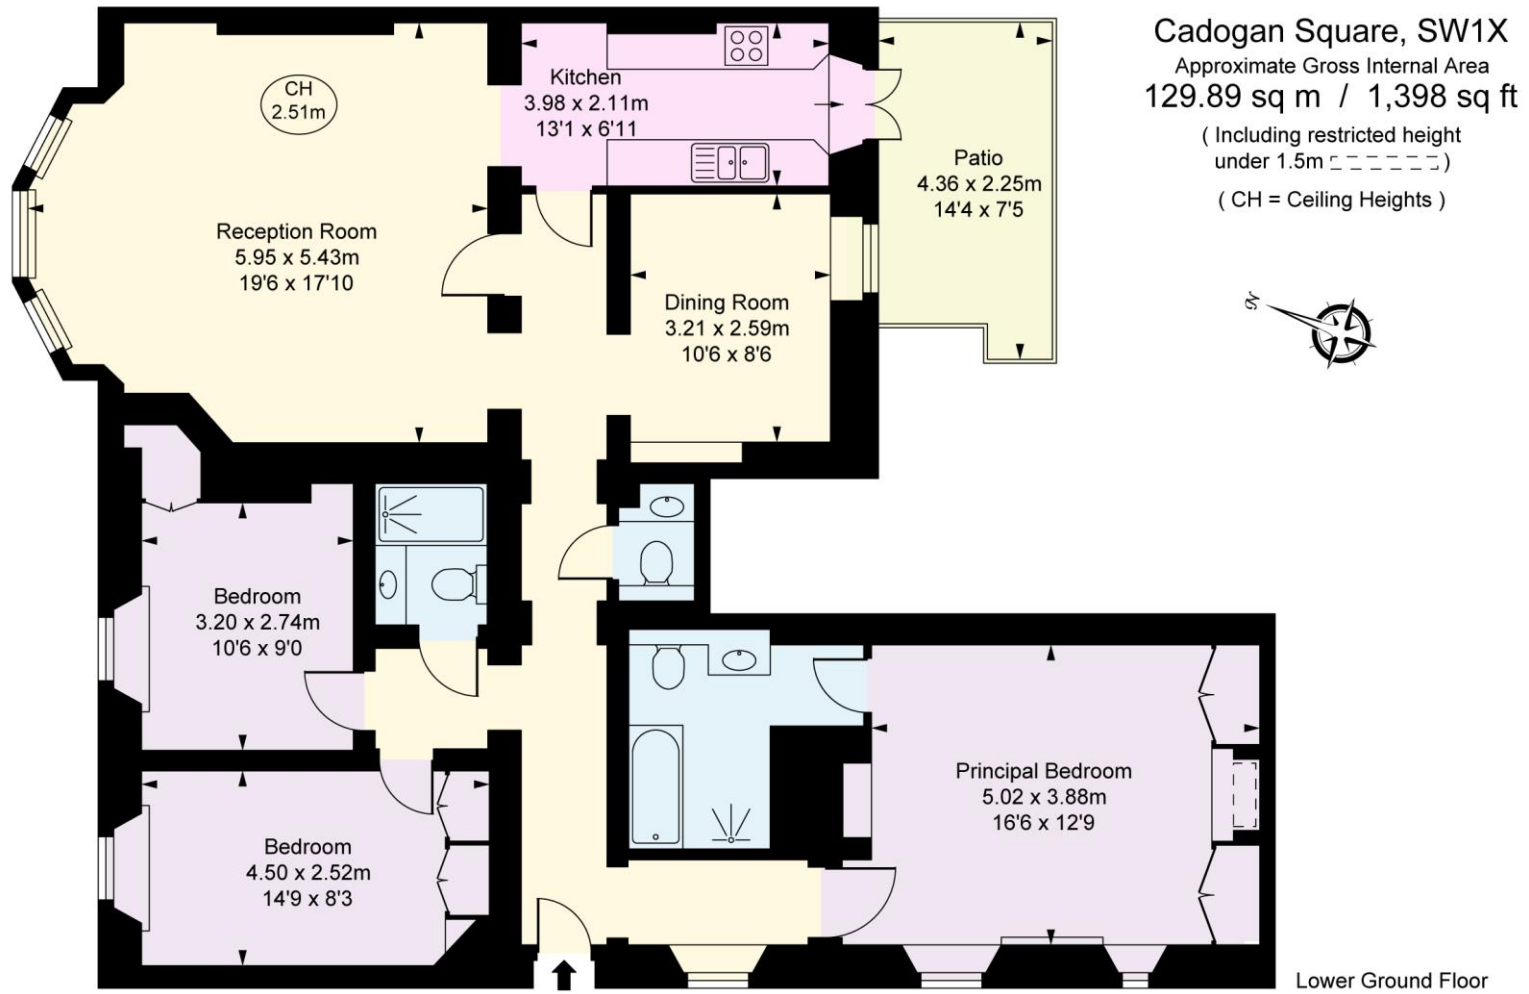 Cadogan Square, SW1X
Approximate Gross Internal Area
129.89 sq m / 1,398 sq ft
( Including restricted height
under 1.5m )
( CH = Ceiling Heights )
N
CH
2.51m
Kitchen
3.98 x 2.11m
13'1 x 6'11
Patio
4.36 x 2.25m
14'4 x 7'5
Reception Room
5.95 x 5.43m
19'6 x 17'10
Dining Room
3.21 x 2.59m
10'6 x 8'6
Bedroom
3.20 x 2.74m
10'6 x 9'0
Principal Bedroom
5.02 x 3.88m
16'6 x 12'9
Bedroom
4.50 x 2.52m
14'9 x 8'3
Lower Ground Floor